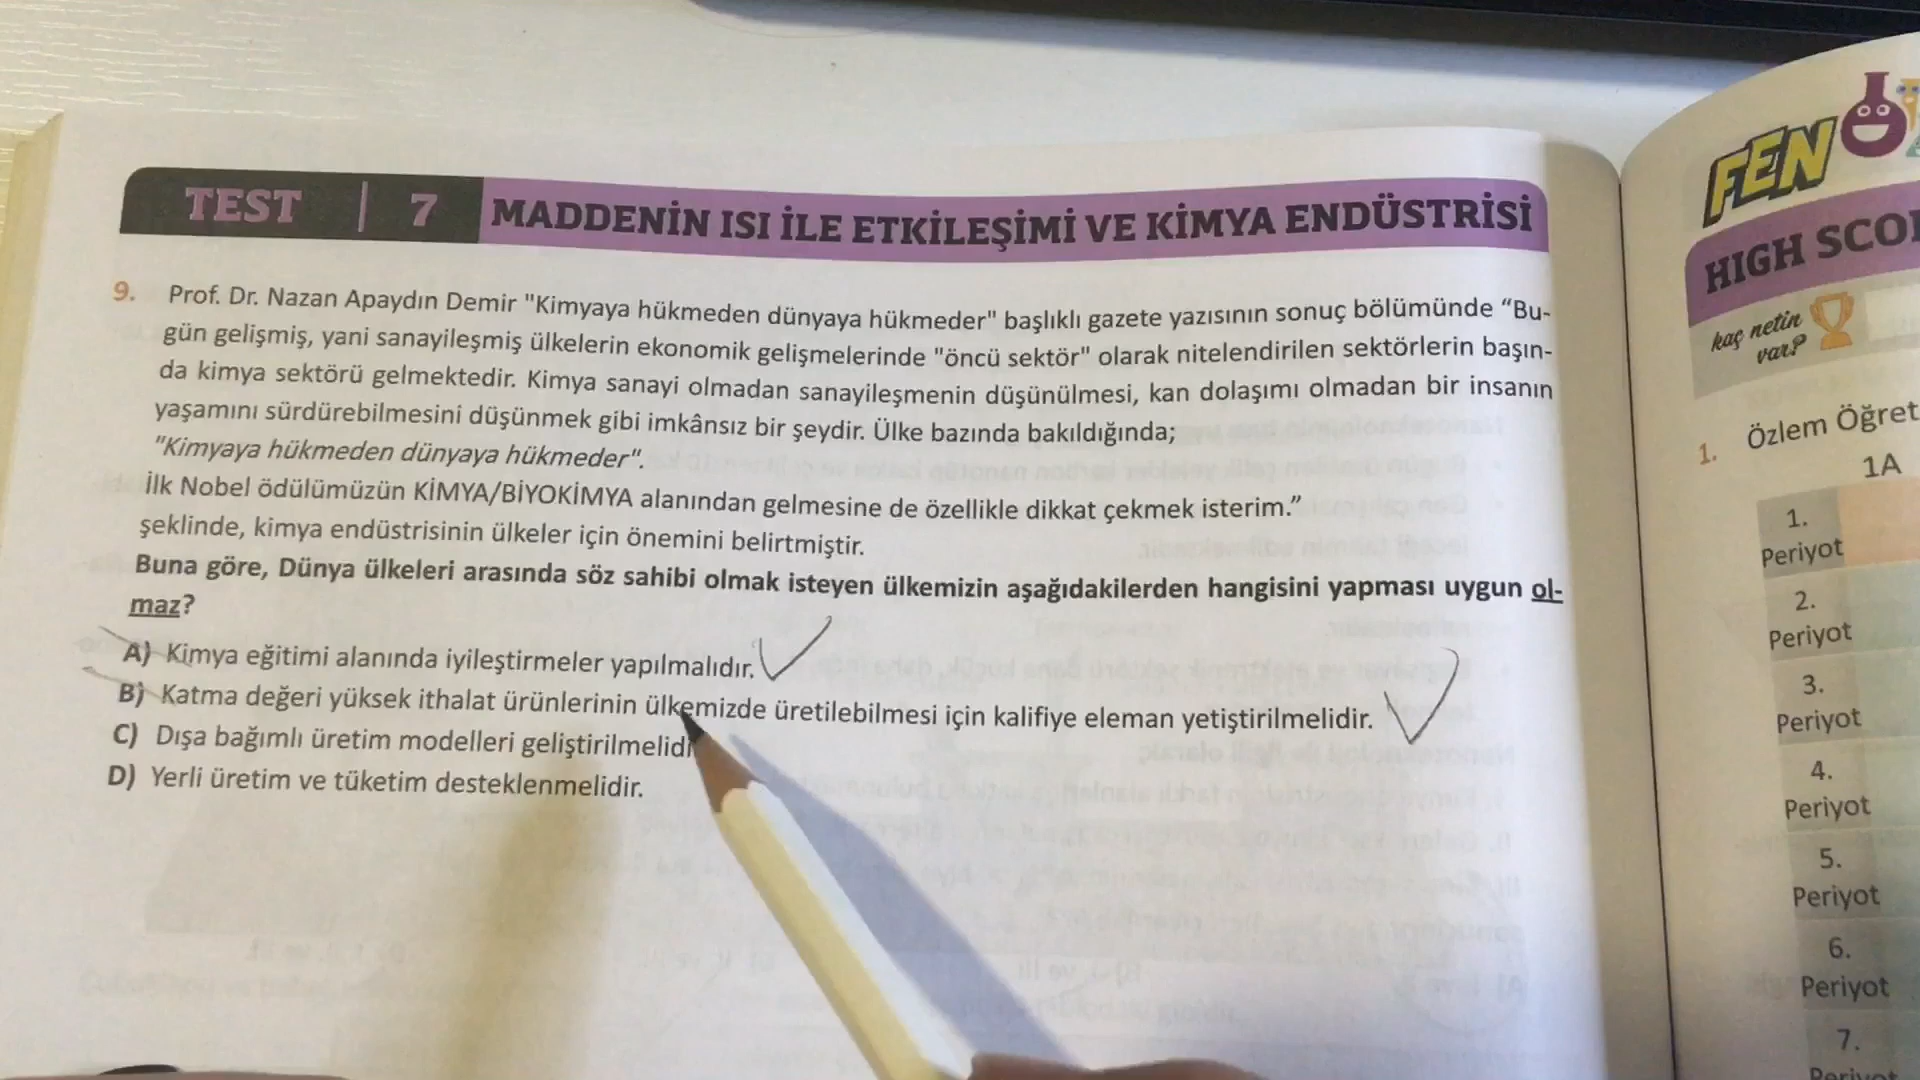 TEST | 7 MADDENİN ISI İLE ETKİLEŞİMİ VE KİMYA ENDÜSTRİSİ
9. Prof. Dr. Nazan Apaydın Demir "Kimyaya hükmeden dünyaya hükmeder" başlıklı gazete yazısının sonuç bölümünde “Bu-
gün gelişmiş, yani sanayileşmiş ülkelerin ekonomik gelişmelerinde "öncü sektör" olarak nitelendirilen sektörlerin başın-
da kimya sektörü gelmektedir. Kimya sanayi olmadan sanayileşmenin düşünülmesi, kan dolaşımı olmadan bir insanın
yaşamını sürdürebilmesini düşünmek gibi imkânsız bir şeydir. Ülke bazında bakıldığında;
"Kimyaya hükmeden dünyaya hükmeder".
İlk Nobel ödülümüzün KİMYA/BİYOKİMYA alanından gelmesine de özellikle dikkat çekmek isterim.”
şeklinde, kimya endüstrisinin ülkeler için önemini belirtmiştir.
Buna göre, Dünya ülkeleri arasında söz sahibi olmak isteyen ülkemizin aşağıdakilerden hangisini yapması uygun ol-
maz?
A) Kimya eğitimi alanında iyileştirmeler yapılmalıdır.
B) Katma değeri yüksek ithalat ürünlerinin ülkemizde üretilebilmesi için kalifiye eleman yetiştirilmelidir.
C) Dışa bağımlı üretim modelleri geliştirilmelidi
D) Yerli üretim ve tüketim desteklenmelidir.
FEN
HIGH SCO
kaç netin
var?
1. Özlem Öğret
1A
1.
Periyot
2.
Periyot
3.
Periyot
4.
Periyot
5.
Periyot
6.
Periyot
7.
Periyot